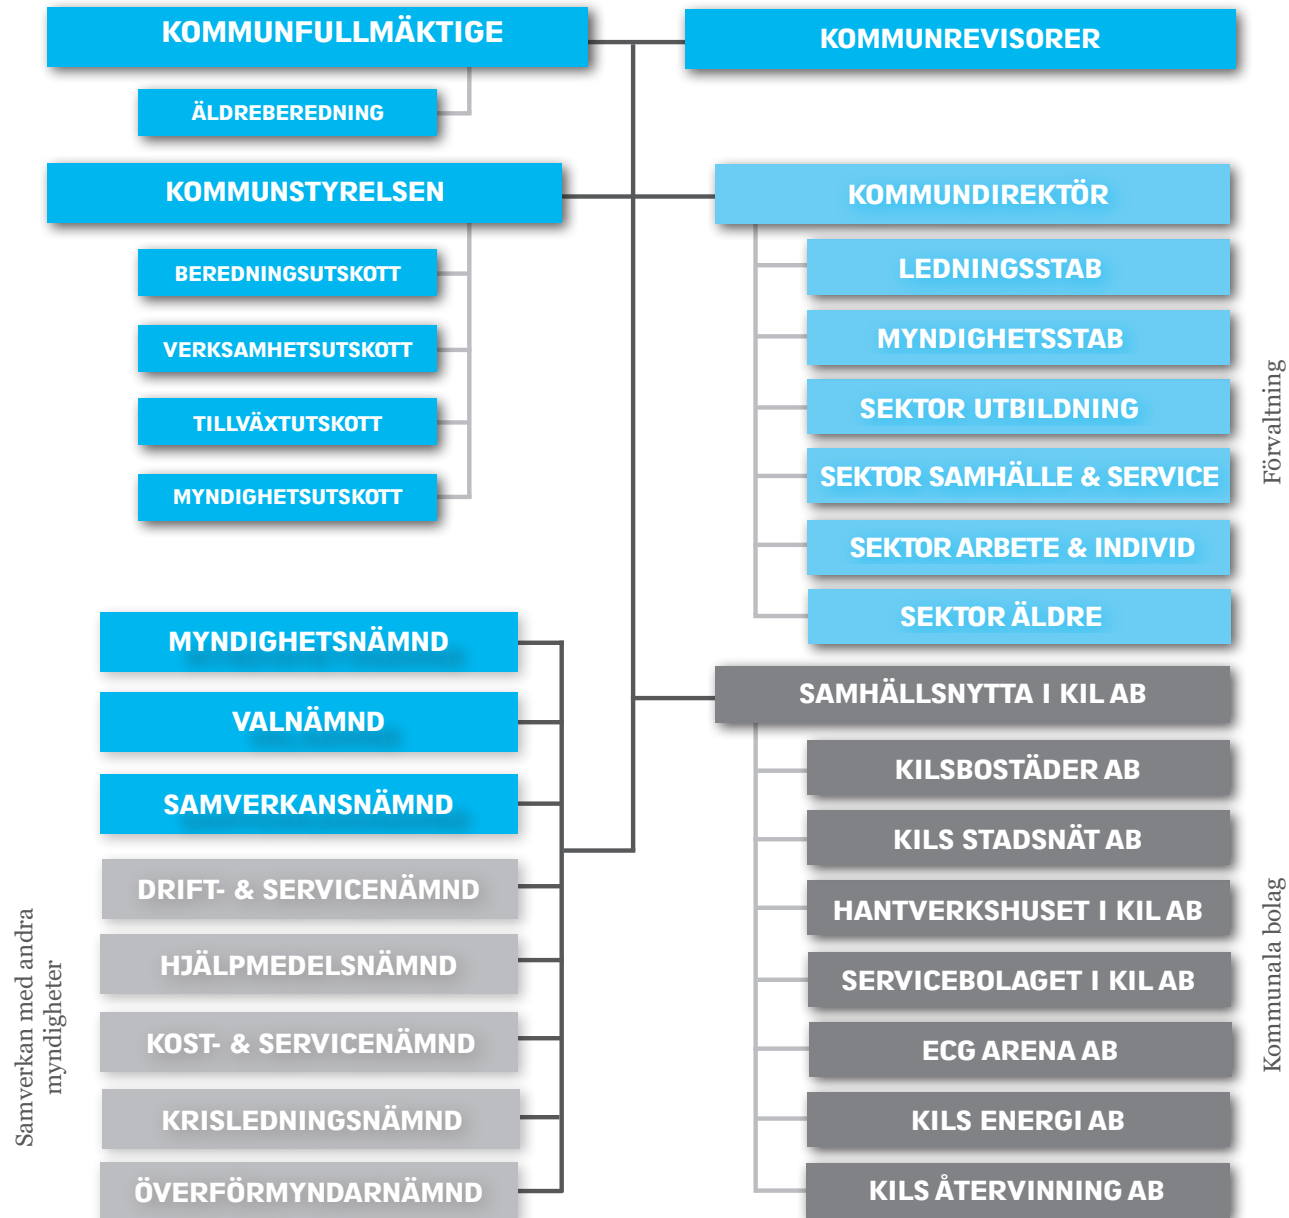 KOMMUNFULLMÄKTIGE
KOMMUNREVISORER
ÄLDREBEREDNING
KOMMUNSTYRELSEN
BEREDNINGSUTSKOTT
VERKSAMHETSUTSKOTT
TILLVÄXTUTSKOTT
MYNDIGHETSUTSKOTT
KOMMUNDIREKTÖR
LEDNINGSSTAB
MYNDIGHETSSTAB
SEKTOR UTBILDNING
SEKTOR SAMHÄLLE & SERVICE
SEKTOR ARBETE & INDIVID
SEKTOR ÄLDRE
Förvaltning
MYNDIGHETSNÄMND
VALNÄMND
SAMVERKANSNÄMND
DRIFT- & SERVICENÄMND
HJÄLPMEDELSNÄMND
KOST- & SERVICENÄMND
KRISLEDNINGSNÄMND
ÖVERFÖRMYNDARNÄMND
Samverkan med andra
myndigheter
SAMHÄLLSNYTTA I KIL AB
KILSBOSTÄDER AB
KILS STADSNÄT AB
HANTVERKSHUSET I KIL AB
SERVICEBOLAGET I KIL AB
ECG ARENA AB
KILS ENERGI AB
KILS ÅTERVINNING AB
Kommunala bolag